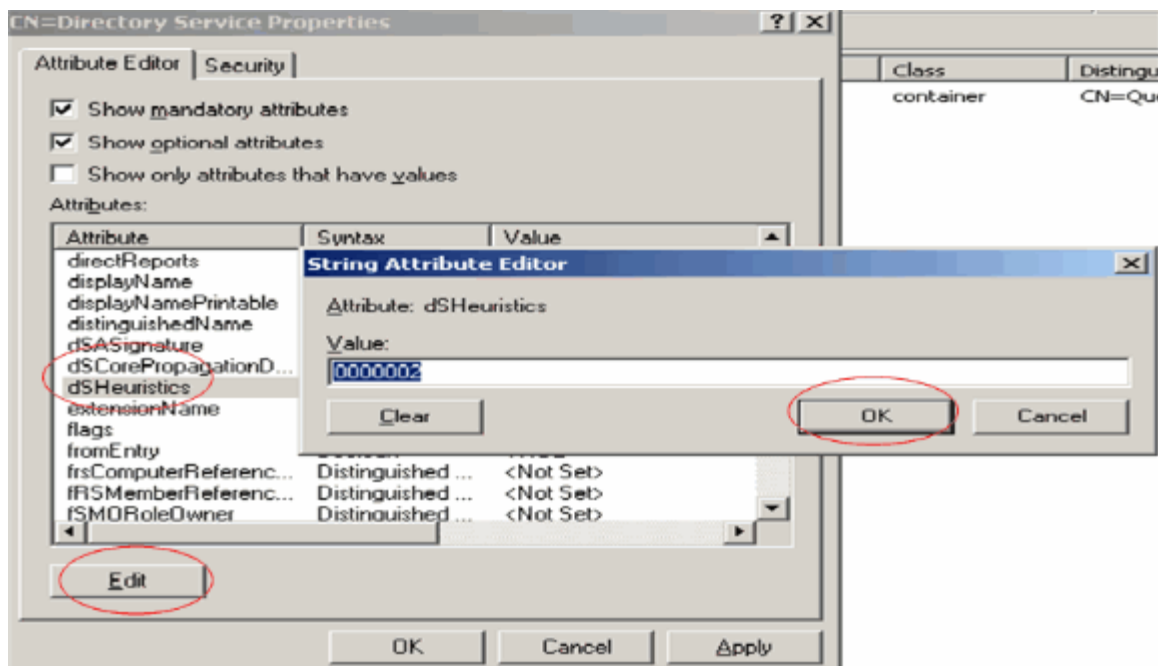 CN=Directory Service Properties
Attribute Editor
Security
Show mandatory attributes
Show optional attributes
Show only attributes that have values
Attributes:
Attribute Syntax Value
directReports
displayName
displayNamePrintable
distinguishedName
dSASignature
dSCorePropagationD...
dSHeuristics
extensionName
flags
fromEntry
frsComputerReferenc... Distinguished ... <Not Set>
fRSMemberReferenc... Distinguished ... <Not Set>
fSMORoleOwner Distinguished ... <Not Set>
Edit
OK Cancel Apply
String Attribute Editor
Attribute: dSHeuristics
Value:
0000002
Clear OK Cancel
Class Distingu
container CN=Qu